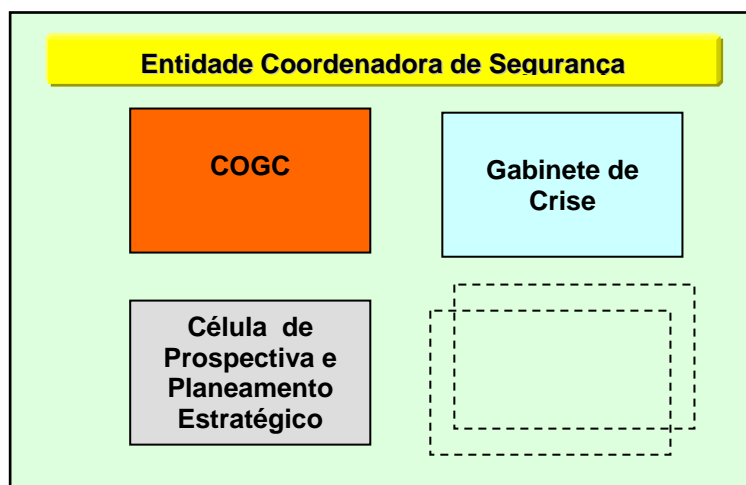 Entidade Coordenadora de Segurança
COGC
Gabinete de
Crise
Célula de
Prospectiva e
Planeamento
Estratégico